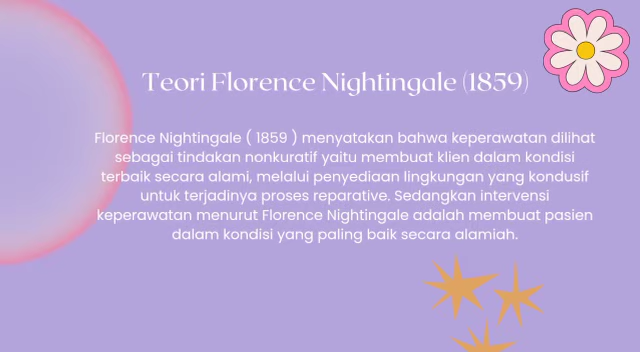 Teori Florence Nightingale (1859)
Florence Nightingale ( 1859 ) menyatakan bahwa keperawatan dilihat
sebagai tindakan nonkuratif yaitu membuat klien dalam kondisi
terbaik secara alami, melalui penyediaan lingkungan yang kondusif
untuk terjadinya proses reparative. Sedangkan intervensi
keperawatan menurut Florence Nightingale adalah membuat pasien
dalam kondisi yang paling baik secara alamiah.